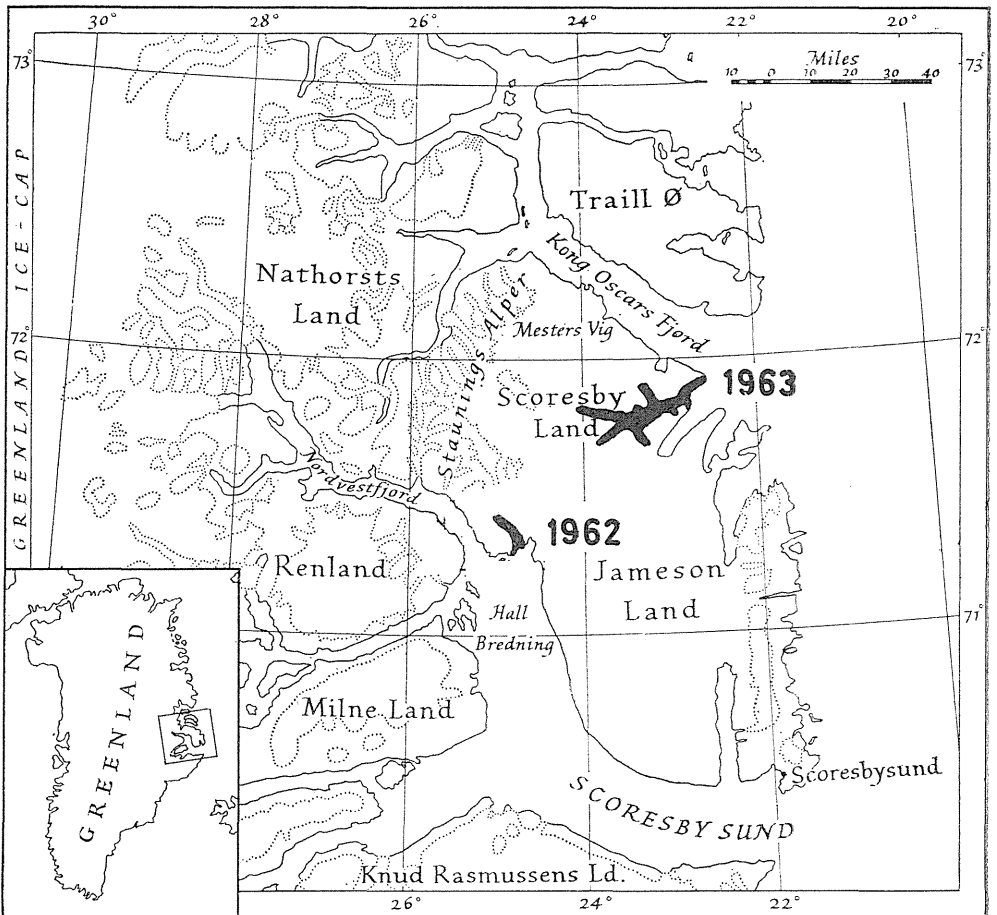 30° 28° 26° 24° 22° 20°
73° 73°
Miles
10 0 10 20 30 40
GREENLAND ICE-CAP
Traill Ø
Kong Oscars Fjord
Nathorsts
Land
Staunings Alper
Mesters Vig
72° 72°
1963
Scoresby
Land
Nordvestfjord
1962
Renland
Jameson
Land
71°
Hall
Bredning
Milne Land
GREENLAND
Scoresbysund
SCORESBY SUND
Knud Rasmussens Ld.
26° 24° 22°